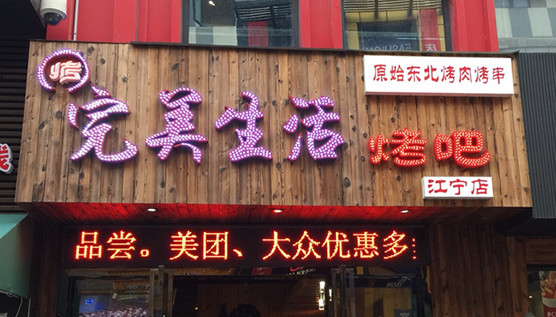 烤
完美生活
原始东北烤肉烤串
烤吧
江宁店
品尝。美团、大众优惠多